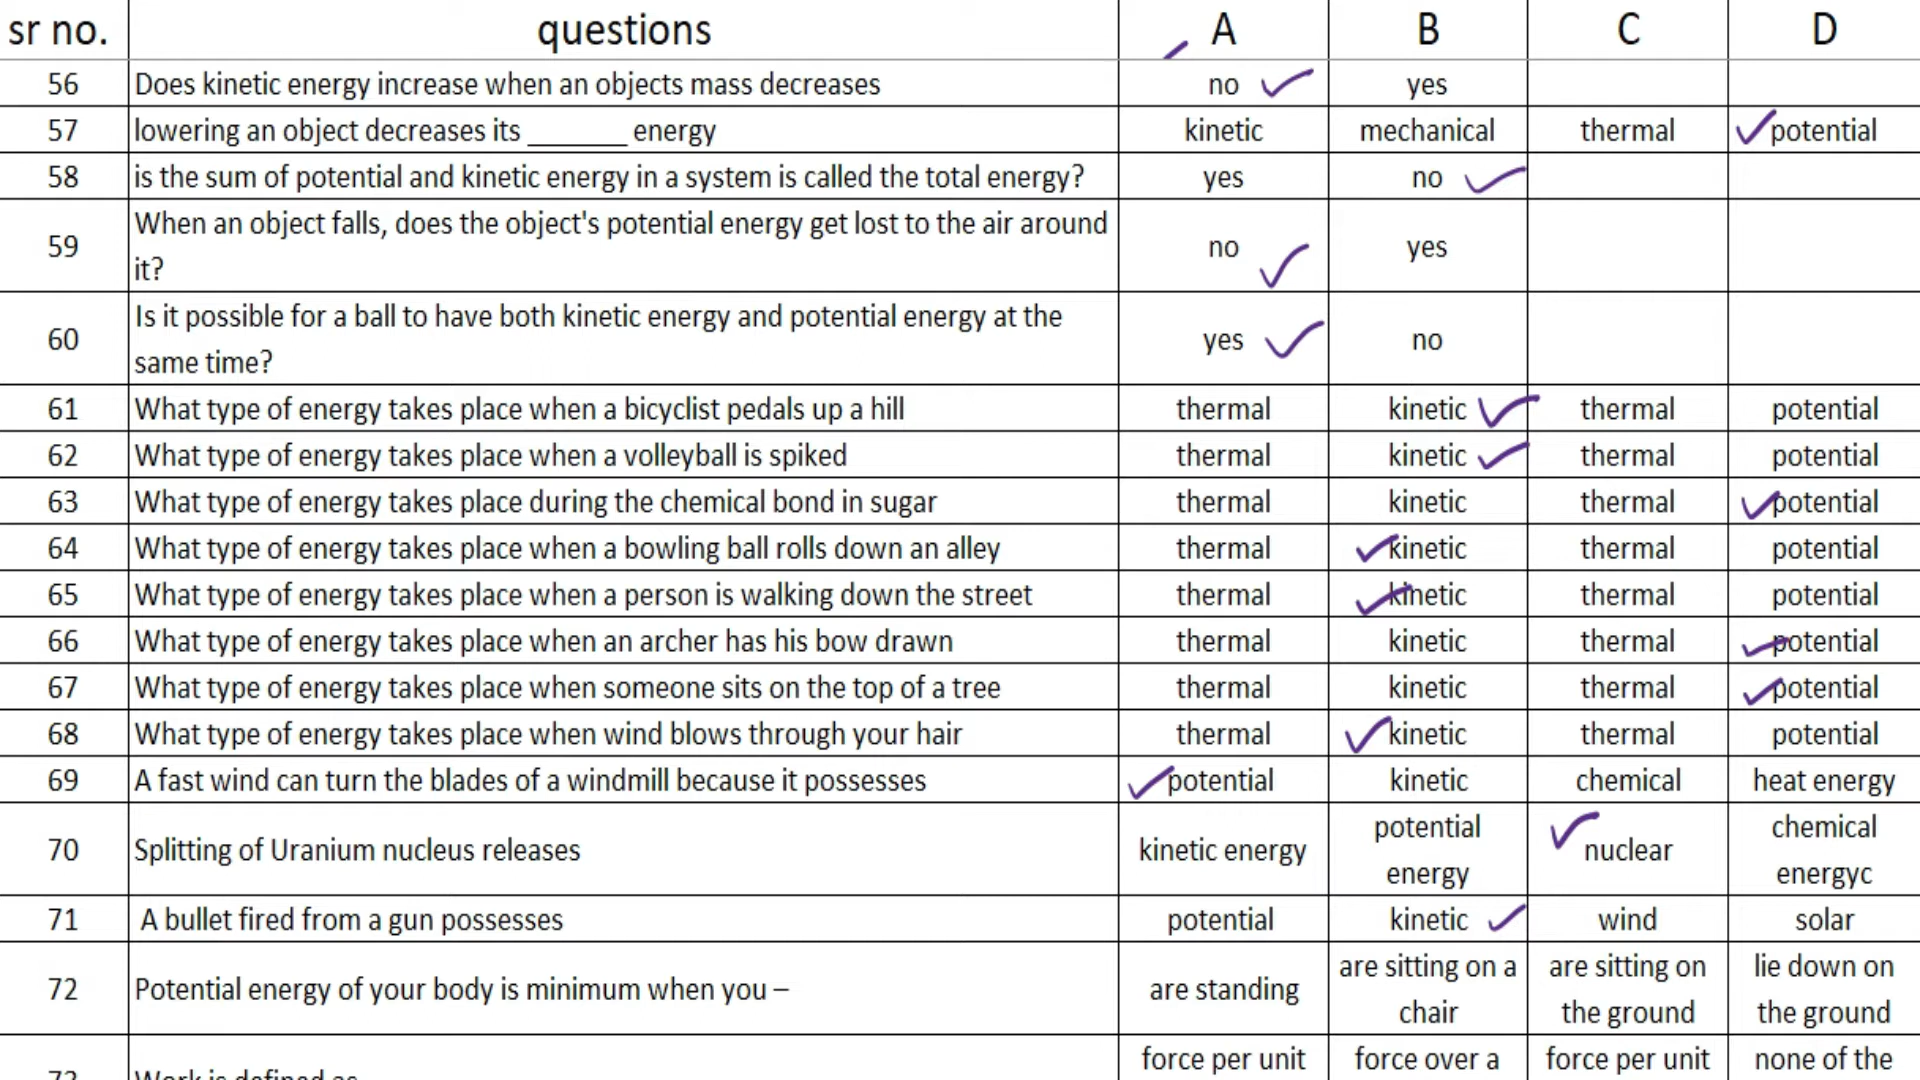 sr no. questions A B C D
56 Does kinetic energy increase when an objects mass decreases no yes
57 lowering an object decreases its ______ energy kinetic mechanical thermal potential
58 is the sum of potential and kinetic energy in a system is called the total energy? yes no
59 When an object falls, does the object's potential energy get lost to the air around
it? no yes
60 Is it possible for a ball to have both kinetic energy and potential energy at the
same time? yes no
61 What type of energy takes place when a bicyclist pedals up a hill thermal kinetic thermal potential
62 What type of energy takes place when a volleyball is spiked thermal kinetic thermal potential
63 What type of energy takes place during the chemical bond in sugar thermal kinetic thermal potential
64 What type of energy takes place when a bowling ball rolls down an alley thermal kinetic thermal potential
65 What type of energy takes place when a person is walking down the street thermal kinetic thermal potential
66 What type of energy takes place when an archer has his bow drawn thermal kinetic thermal potential
67 What type of energy takes place when someone sits on the top of a tree thermal kinetic thermal potential
68 What type of energy takes place when wind blows through your hair thermal kinetic thermal potential
69 A fast wind can turn the blades of a windmill because it possesses potential kinetic chemical heat energy
70 Splitting of Uranium nucleus releases kinetic energy potential
energy nuclear chemical
energyc
71 A bullet fired from a gun possesses potential kinetic wind solar
72 Potential energy of your body is minimum when you – are standing are sitting on a
chair are sitting on
the ground lie down on
the ground
73 Work is defined as force per unit force over a force per unit none of the